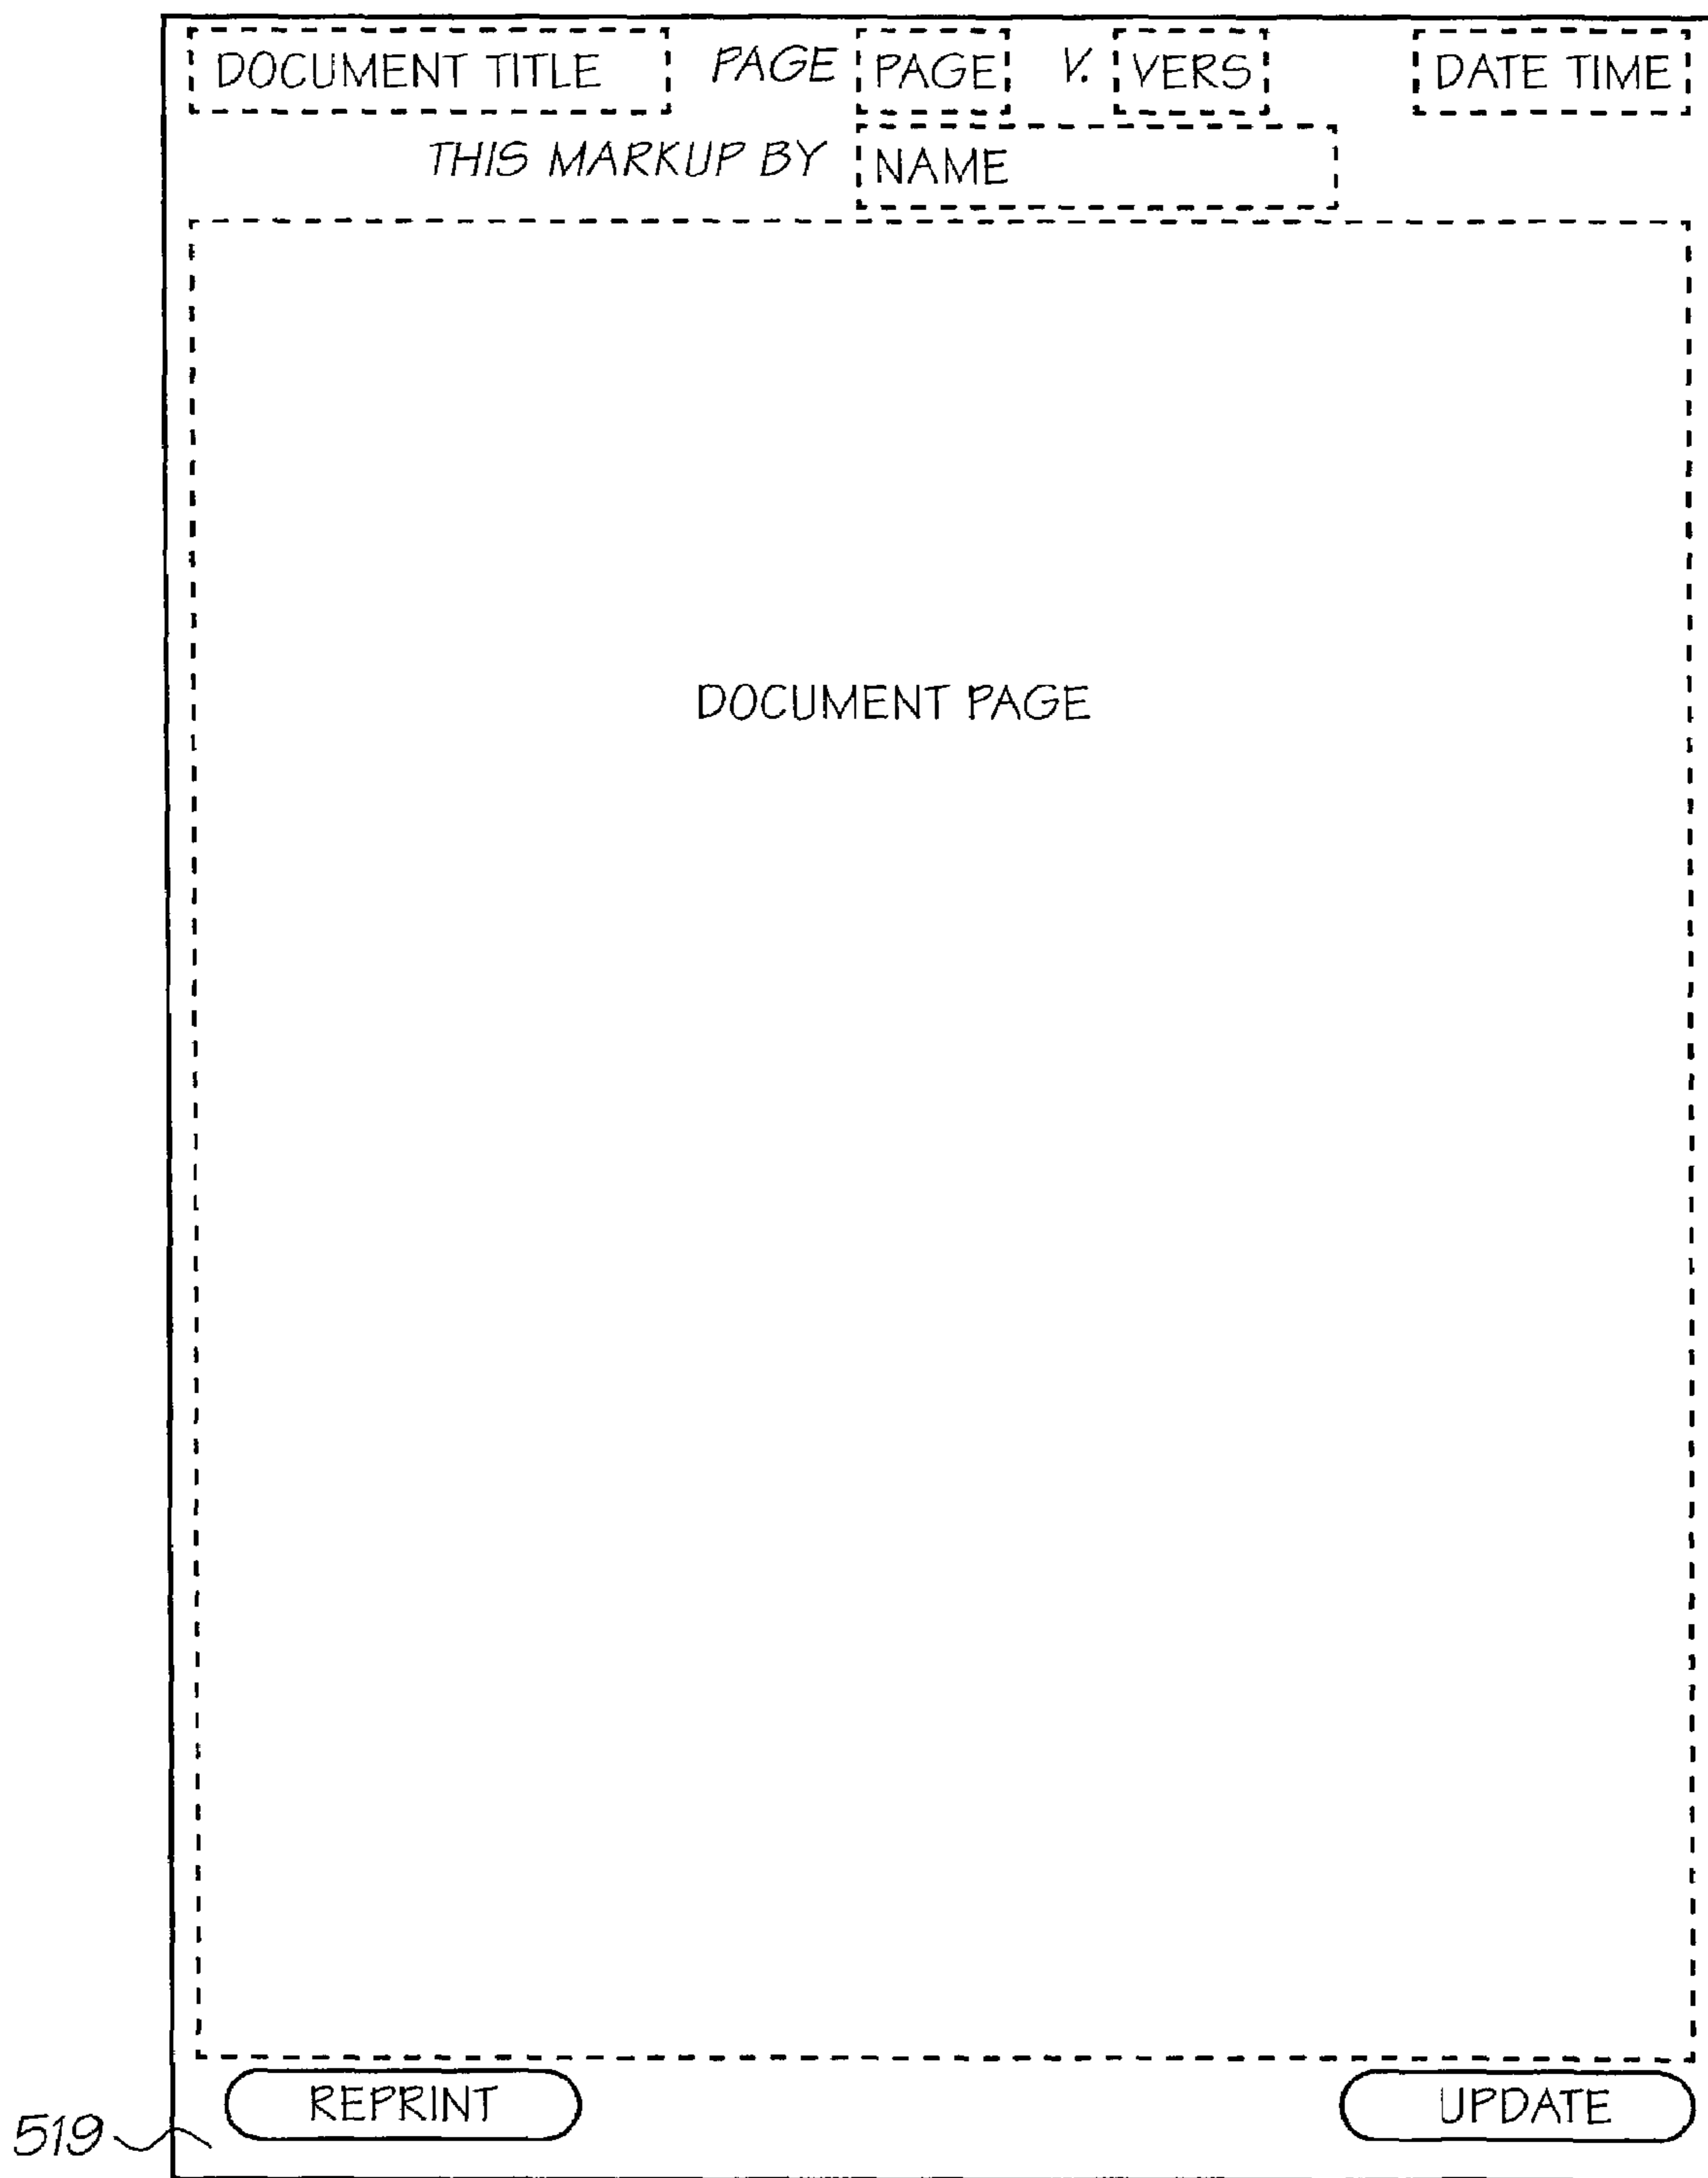 DOCUMENT TITLE PAGE PAGE V. VERS DATE TIME
THIS MARKUP BY NAME
DOCUMENT PAGE
REPRINT UPDATE
519